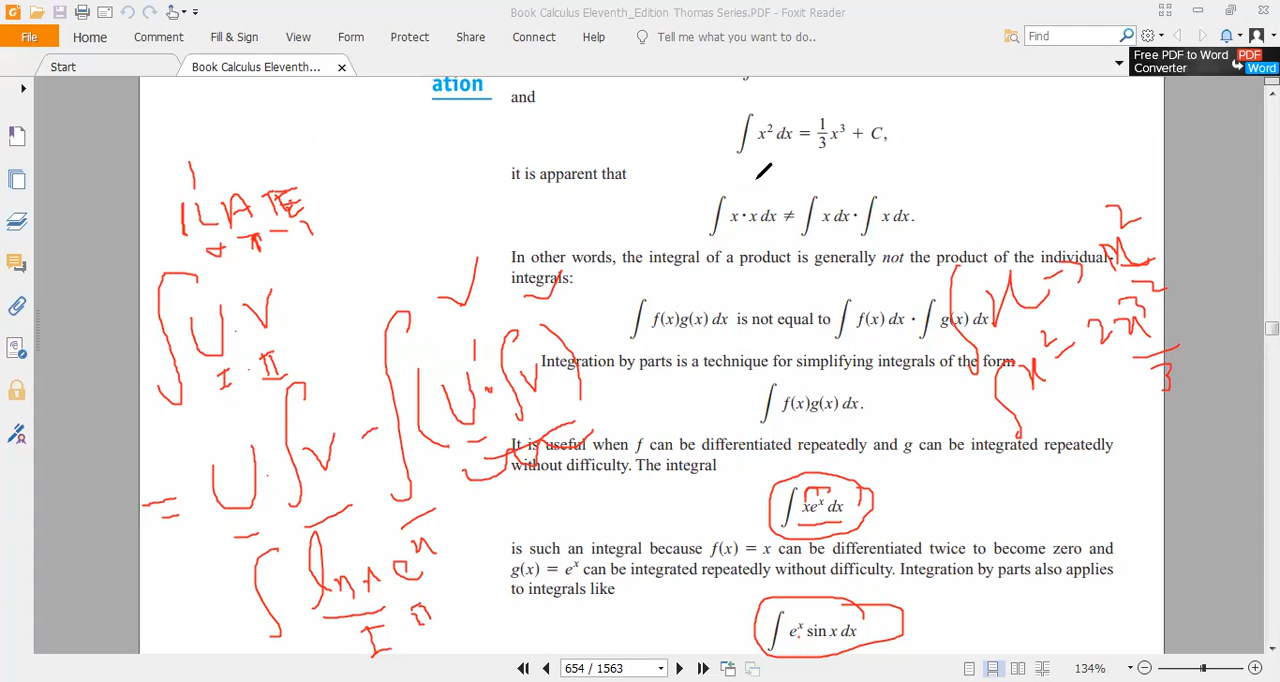 Book Calculus Eleventh_Edition Thomas Series.PDF - Foxit Reader
File Home Comment Fill & Sign View Form Protect Share Connect Help Tell me what you want to do.. Find
Start Book Calculus Eleventh... Free PDF to Word PDF
Converter Word
ation
and
∫ x² dx = 1/3 x³ + C,
it is apparent that
∫ x · x dx ≠ ∫ x dx · ∫ x dx.
In other words, the integral of a product is generally not the product of the individual
integrals:
∫ f(x)g(x) dx is not equal to ∫ f(x) dx · ∫ g(x) dx.
Integration by parts is a technique for simplifying integrals of the form
∫ f(x)g(x) dx.
It is useful when f can be differentiated repeatedly and g can be integrated repeatedly
without difficulty. The integral
∫ xeˣ dx
is such an integral because f(x) = x can be differentiated twice to become zero and
g(x) = eˣ can be integrated repeatedly without difficulty. Integration by parts also applies
to integrals like
∫ eˣ sin x dx
ILATE
∫ U · V
I · II
= U · ∫ V - ∫ (U' · ∫ V)
∫ ln x eˣ
I II
654 / 1563 134%